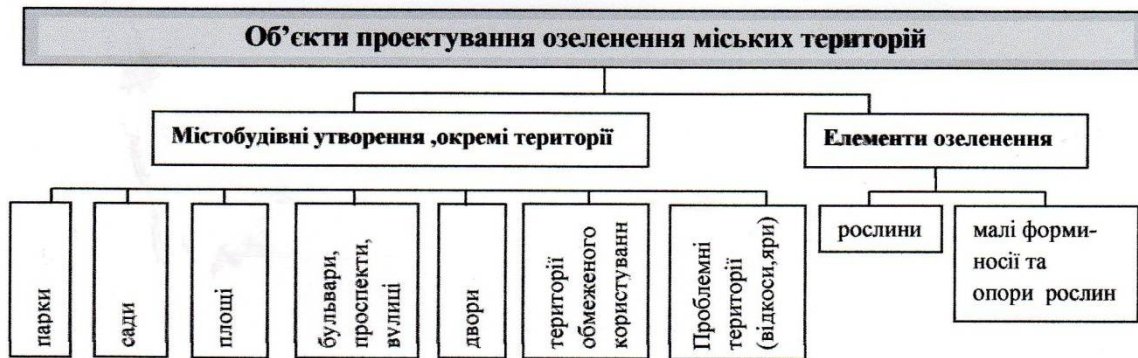 Об’єкти проектування озеленення міських територій
Містобудівні утворення ,окремі території
Елементи озеленення
парки
сади
площі
бульвари,
проспекти,
вулиці
двори
території
обмеженого
користуванн
Проблемні
території
(відкоси,яри)
рослини
малі форми-
носії та
опори рослин